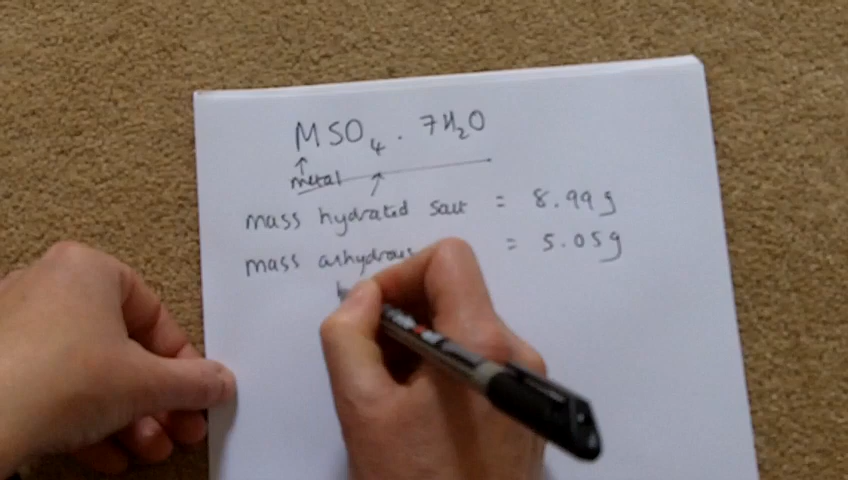 MSO₄ . 7H₂O
metal
mass hydrated salt = 8.99g
mass anhydrous = 5.05g